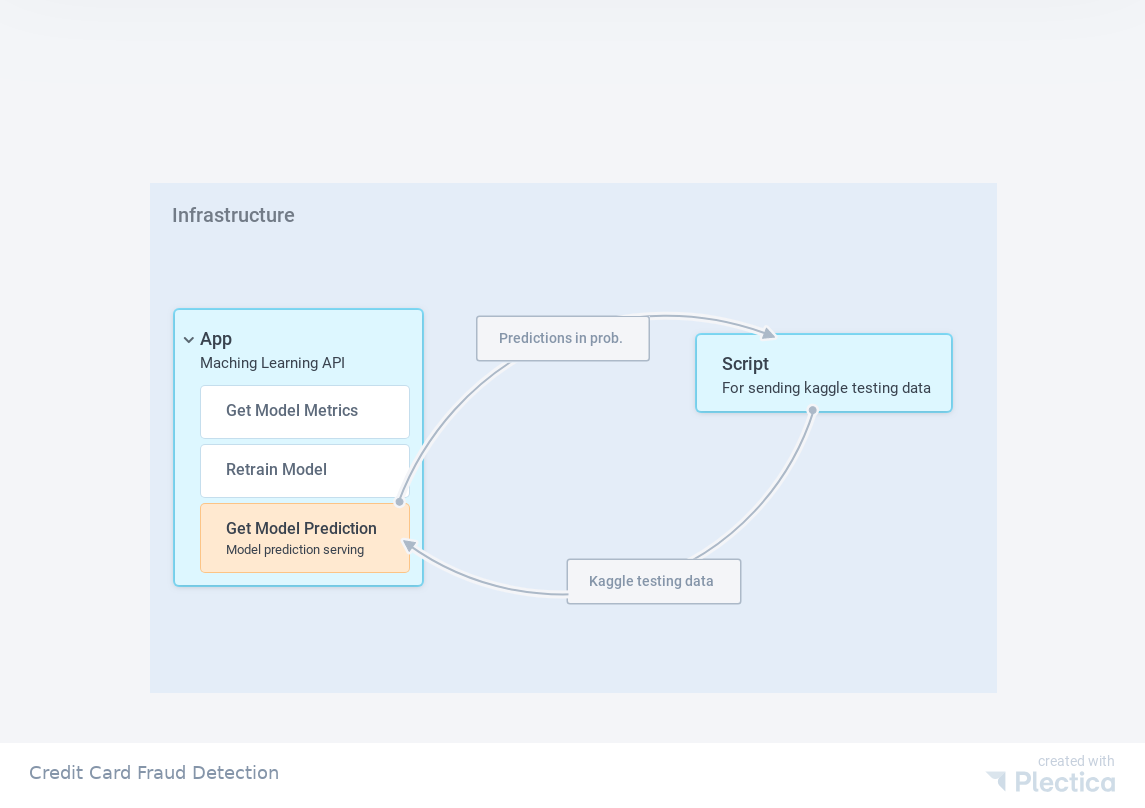 Infrastructure
App
Maching Learning API
Get Model Metrics
Retrain Model
Get Model Prediction
Model prediction serving
Predictions in prob.
Script
For sending kaggle testing data
Kaggle testing data
Credit Card Fraud Detection
created with
Plectica